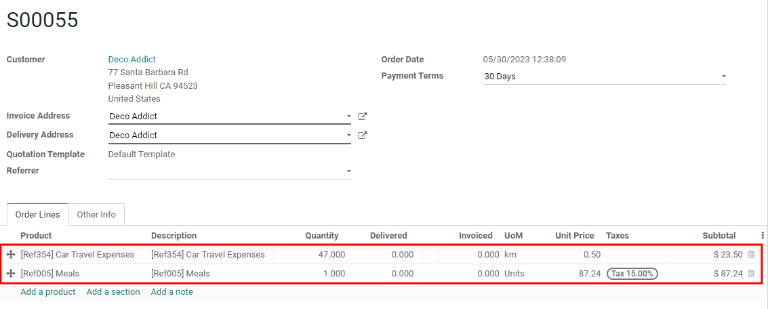 S00055
Customer Deco Addict Order Date 05/30/2023 12:38:09
77 Santa Barbara Rd Payment Terms 30 Days
Pleasant Hill CA 94523
United States
Invoice Address Deco Addict
Delivery Address Deco Addict
Quotation Template Default Template
Referrer
Order Lines Other Info
Product Description Quantity Delivered Invoiced UoM Unit Price Taxes Subtotal
[Ref354] Car Travel Expenses [Ref354] Car Travel Expenses 47.000 0.000 0.000 km 0.50 $ 23.50
[Ref005] Meals [Ref005] Meals 1.000 0.000 0.000 Units 87.24 Tax 15.00% $ 87.24
Add a product Add a section Add a note